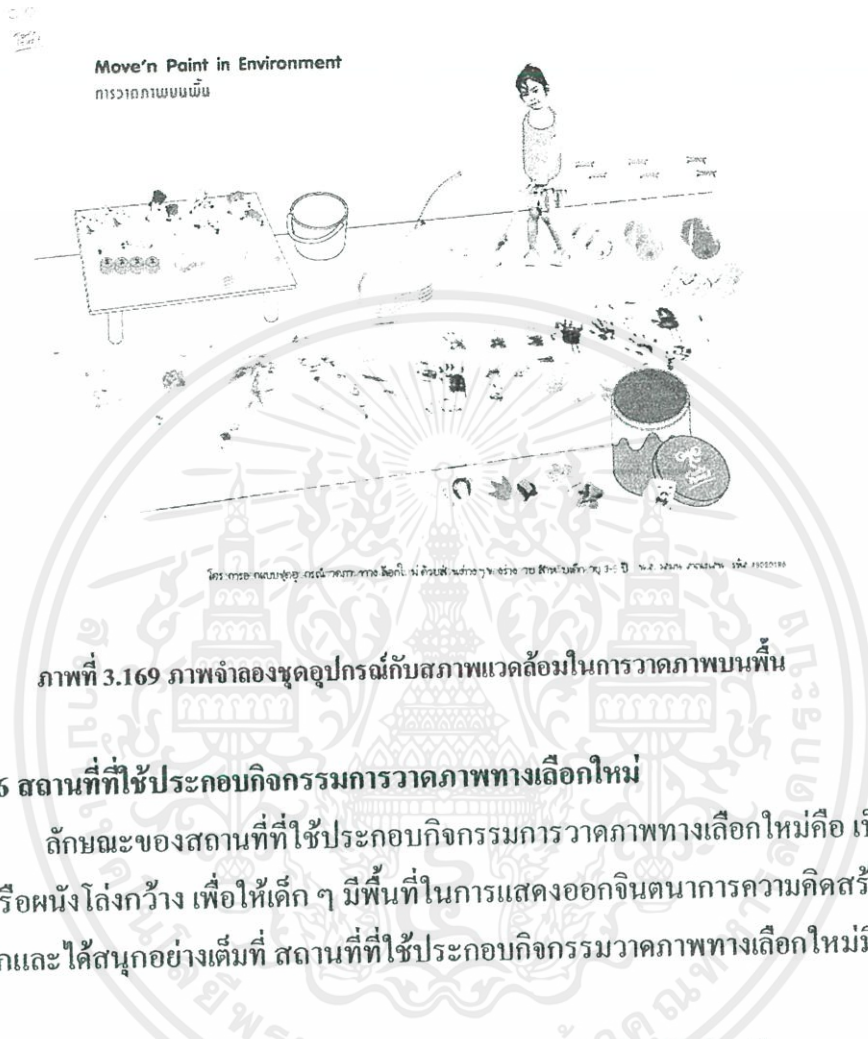 Move'n Paint in Environment
การวาดภาพบนพื้น
ภาพที่ 3.169 ภาพจำลองชุดอุปกรณ์กับสภาพแวดล้อมในการวาดภาพบนพื้น
6 สถานที่ที่ใช้ประกอบกิจกรรมการวาดภาพทางเลือกใหม่
ลักษณะของสถานที่ที่ใช้ประกอบกิจกรรมการวาดภาพทางเลือกใหม่คือ
ผนังโล่งกว้าง เพื่อให้เด็ก ๆ มีพื้นที่ในการแสดงออกจินตนาการความคิด
และได้สนุกอย่างเต็มที่ สถานที่ที่ใช้ประกอบกิจกรรมวาดภาพทางเลือกใหม่